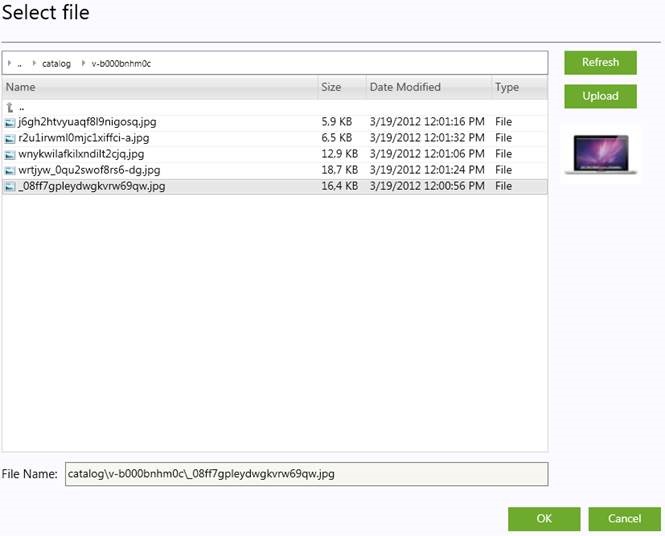 Select file
.. catalog v-b000bnhm0c
Refresh
Upload
Name Size Date Modified Type
..
j6gh2htvyuaqf8l9nigosq.jpg 5,9 KB 3/19/2012 12:01:16 PM File
r2u1irwml0mjc1xiffci-a.jpg 6,5 KB 3/19/2012 12:01:32 PM File
wnykwilafkilxndilt2cjq.jpg 12,9 KB 3/19/2012 12:01:06 PM File
wrtjyw_0qu2swof8rs6-dg.jpg 18,7 KB 3/19/2012 12:01:24 PM File
_08ff7gpleydwgkvrw69qw.jpg 16,4 KB 3/19/2012 12:00:56 PM File
File Name: catalog\v-b000bnhm0c\_08ff7gpleydwgkvrw69qw.jpg
OK Cancel